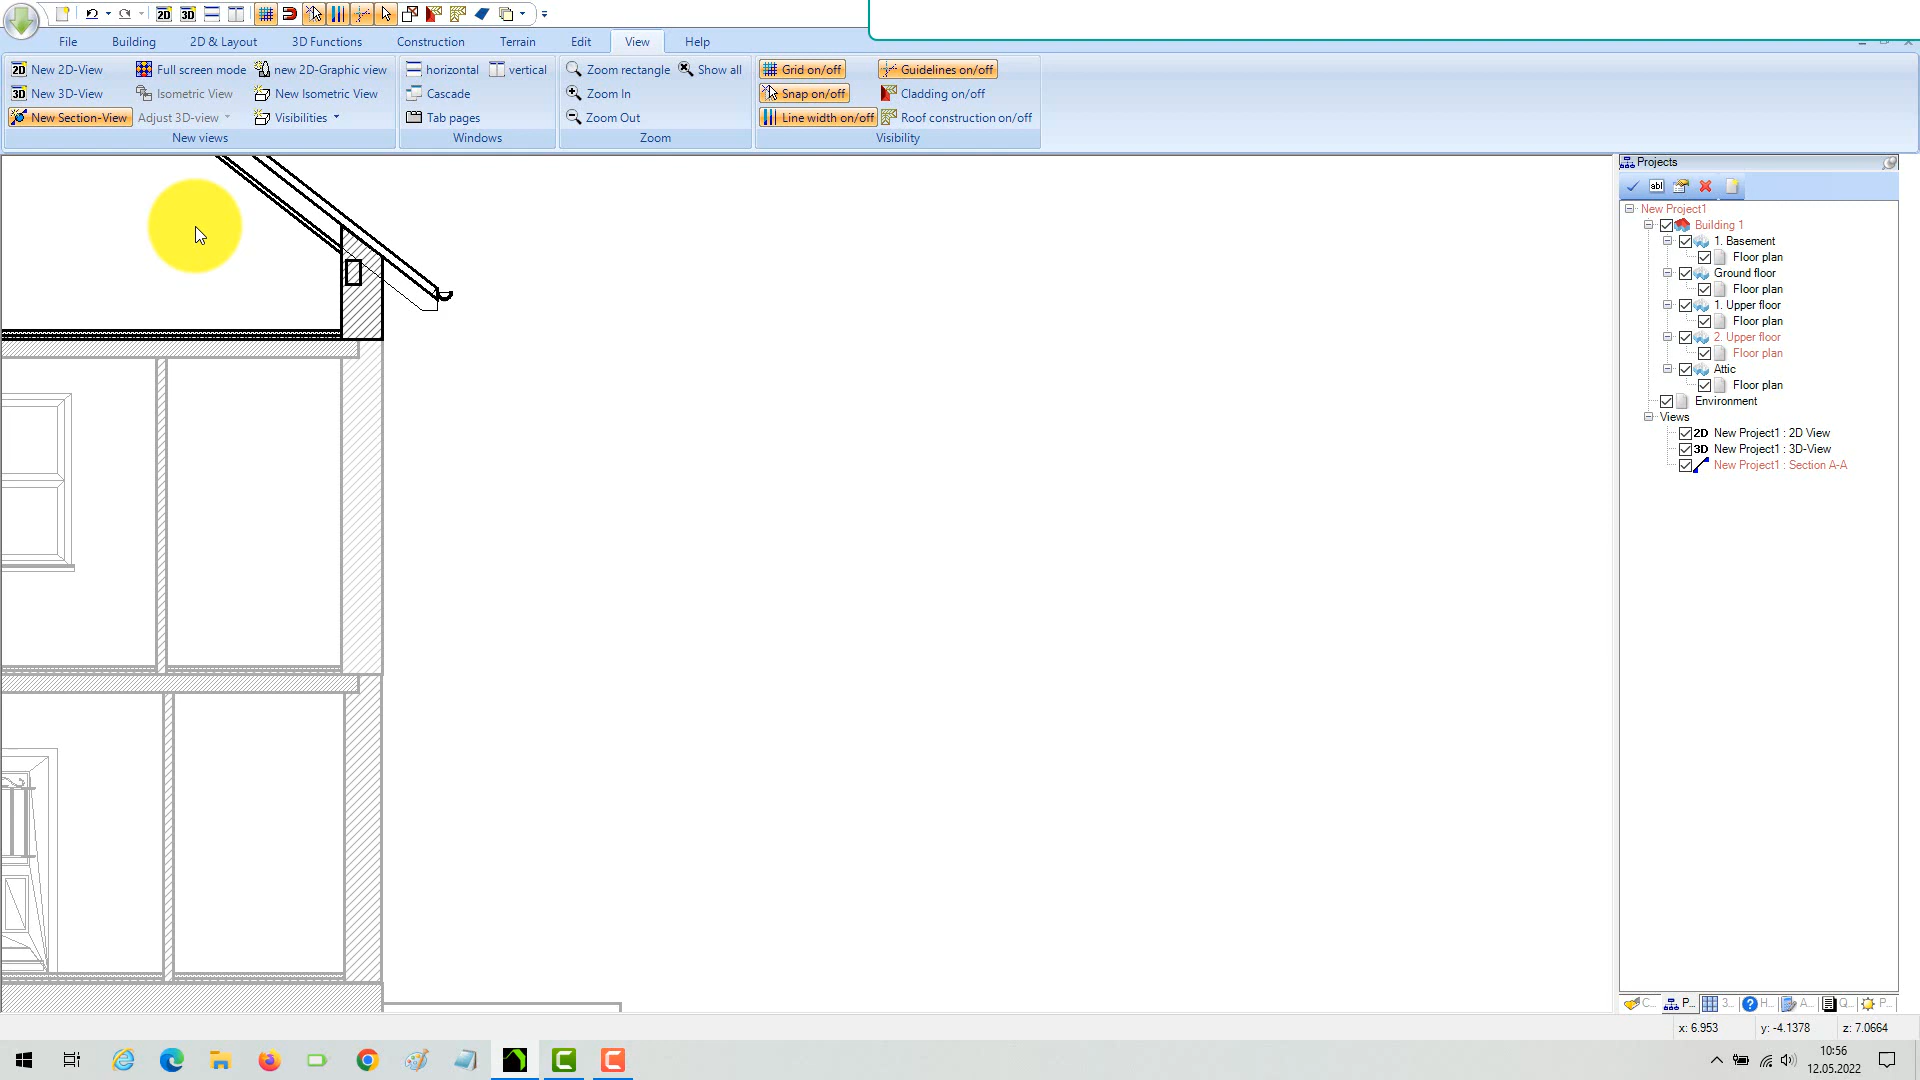 2D 3D
File Building 2D & Layout 3D Functions Construction Terrain Edit View Help
2D New 2D-View Full screen mode new 2D-Graphic view horizontal vertical Zoom rectangle Show all Grid on/off Guidelines on/off
3D New 3D-View Isometric View New Isometric View Cascade Zoom In Snap on/off Cladding on/off
New Section-View Adjust 3D-view Visibilities Tab pages Zoom Out Line width on/off Roof construction on/off
New views Windows Zoom Visibility
Projects
abl
New Project1
Building 1
1. Basement
Floor plan
Ground floor
Floor plan
1. Upper floor
Floor plan
2. Upper floor
Floor plan
Attic
Floor plan
Environment
Views
2D New Project1 : 2D View
3D New Project1 : 3D-View
New Project1 : Section A-A
C... P... 3... H... A... Q... P...
x: 6.953 y: -4.1378 z: 7.0664
10:56
12.05.2022